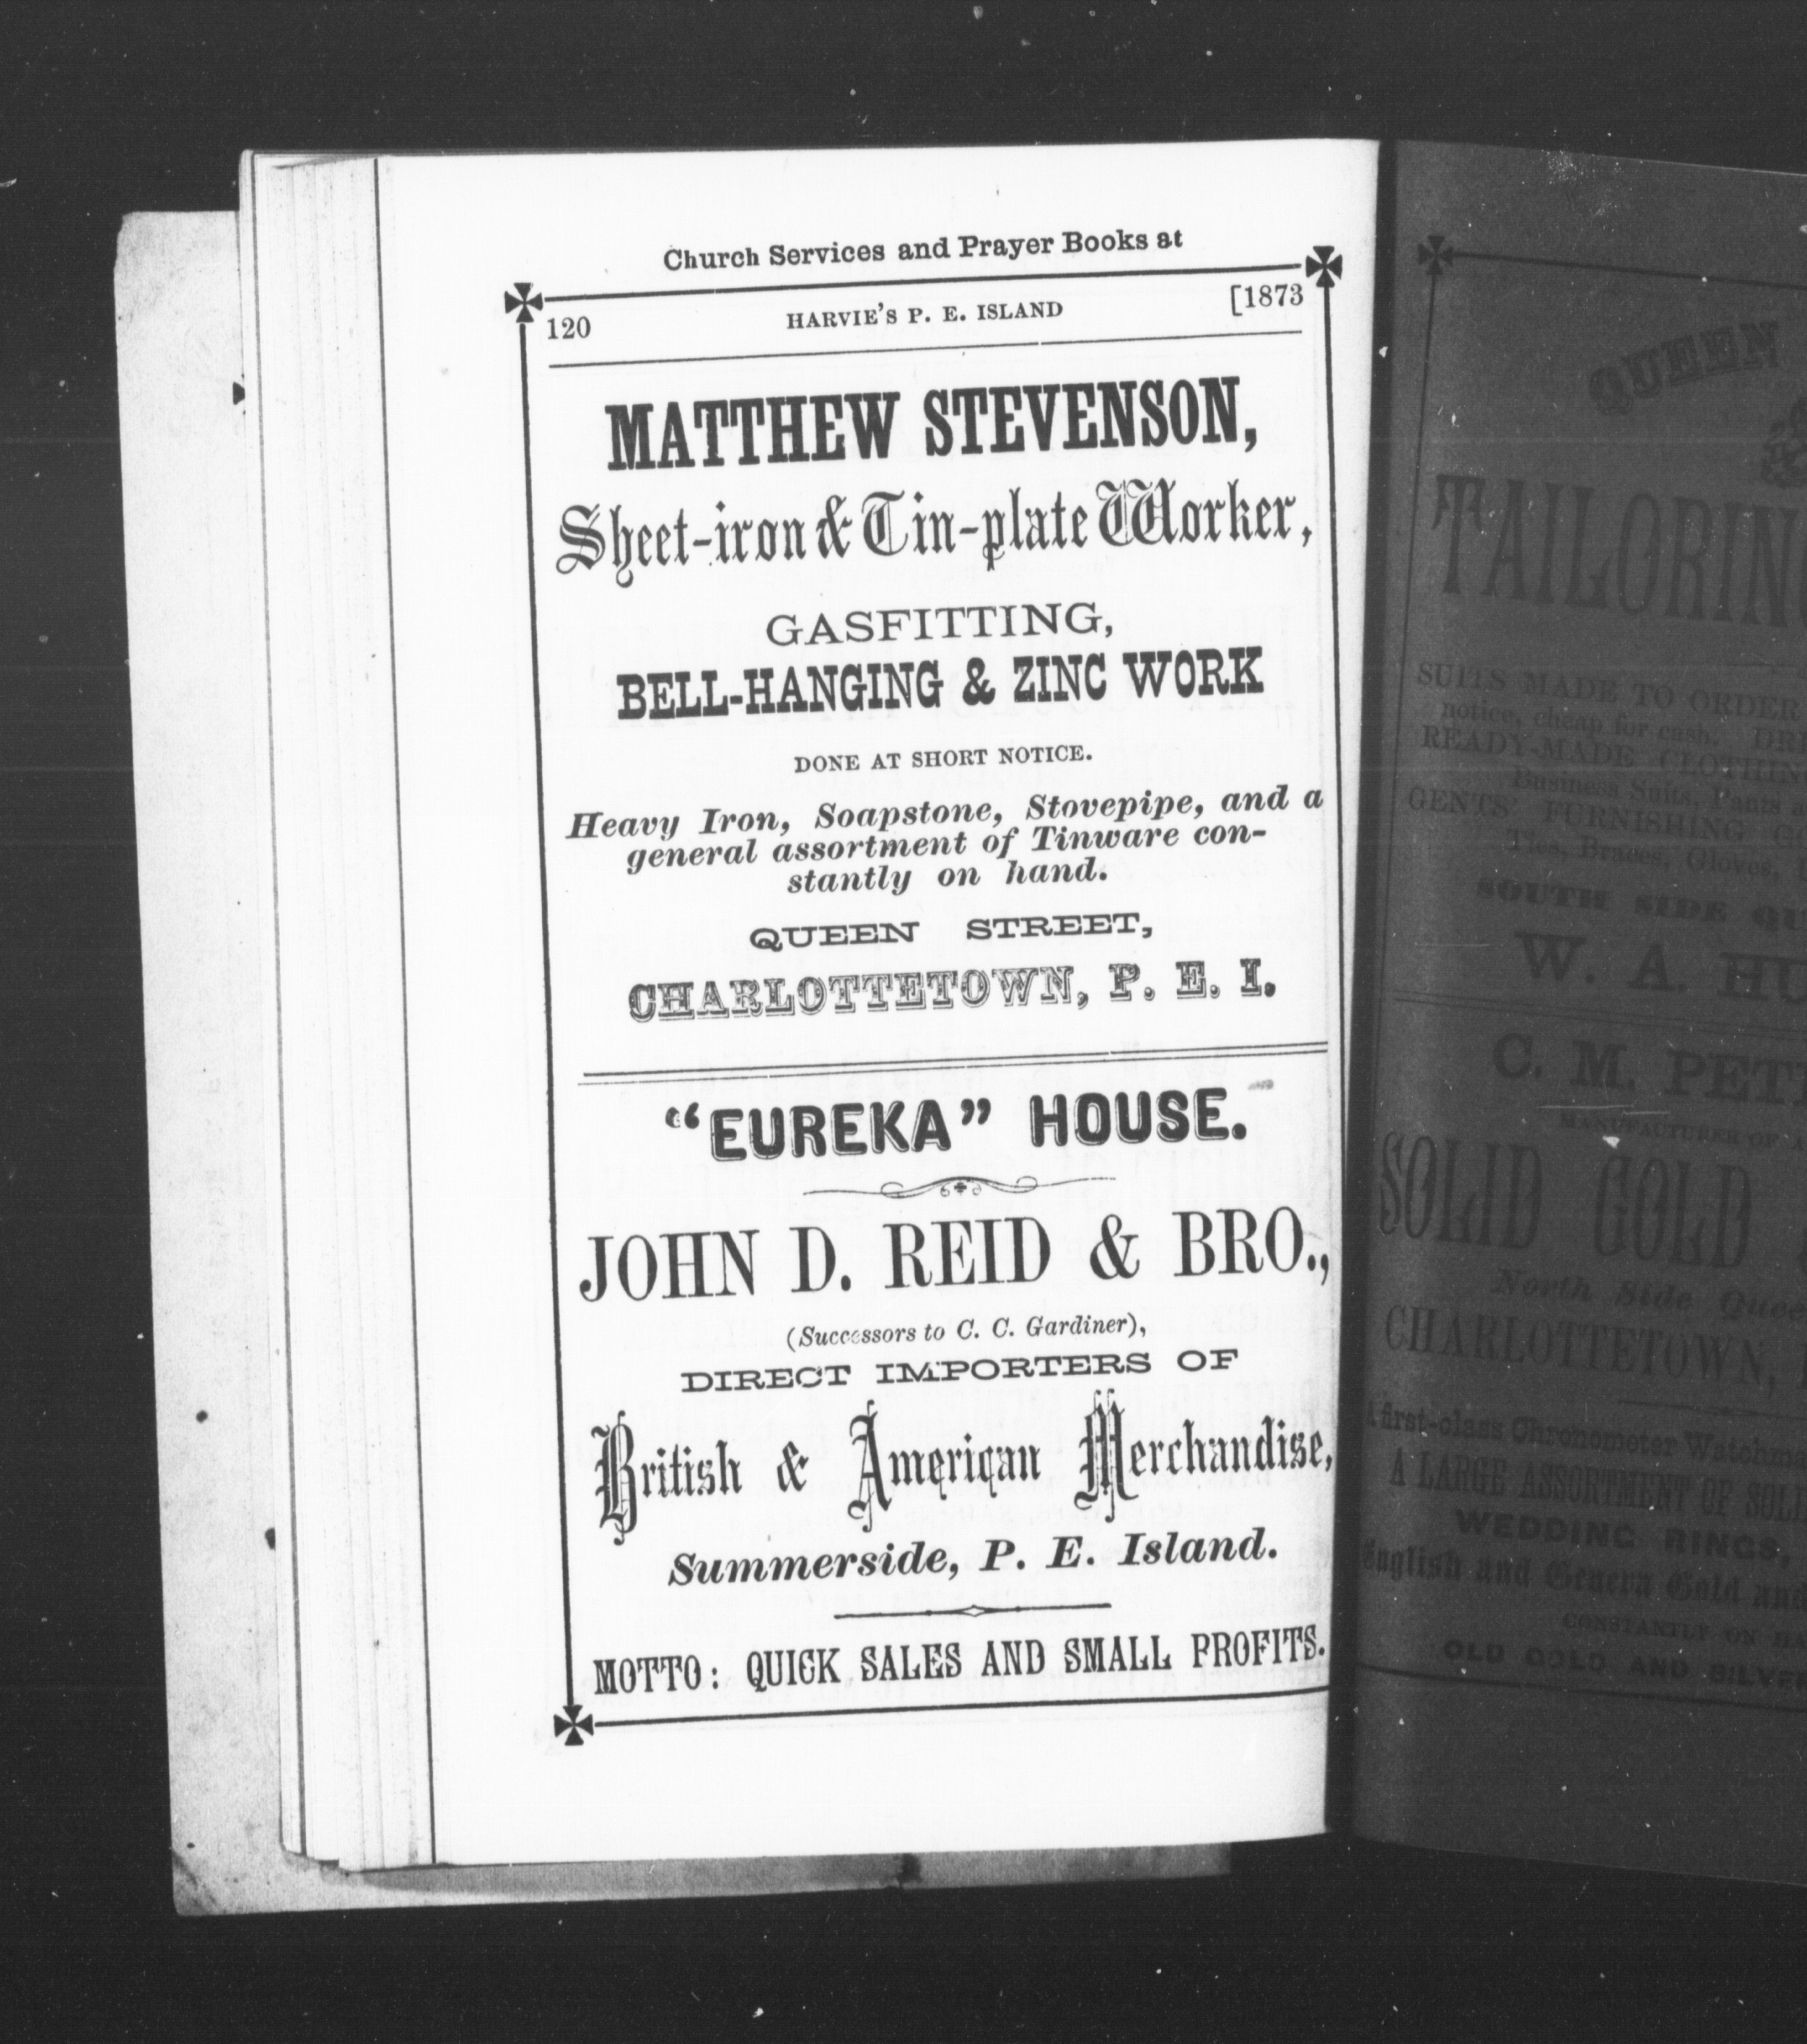 Church Services and Prayer Books at
120 HARVIE'S P. E. ISLAND [1873
MATTHEW STEVENSON,
Sheet-iron & Tin-plate Worker,
GASFITTING,
BELL-HANGING & ZINC WORK
DONE AT SHORT NOTICE.
Heavy Iron, Soapstone, Stovepipe, and a
general assortment of Tinware con-
stantly on hand.
QUEEN STREET,
CHARLOTTETOWN, P. E. I.
"EUREKA" HOUSE.
JOHN D. REID & BRO.,
(Successors to C. C. Gardiner),
DIRECT IMPORTERS OF
British & American Merchandise,
Summerside, P. E. Island.
MOTTO: QUICK SALES AND SMALL PROFITS.
QUEEN
TAILORING
SUITS MADE TO ORDER
notice, cheap for cash.
READY-MADE CLOTHING
Business Suits, Pants
GENTS' FURNISHING
Ties, Braces, Gloves,
SOUTH SIDE
W. A.
C. M.
MANUFACTURER OF
SOLID GOLD
North Side
CHARLOTTETOWN,
A first-class Chronometer
A LARGE ASSORTMENT OF
WEDDING RINGS,
English and Geneva Gold and
CONSTANTLY ON
OLD GOLD AND